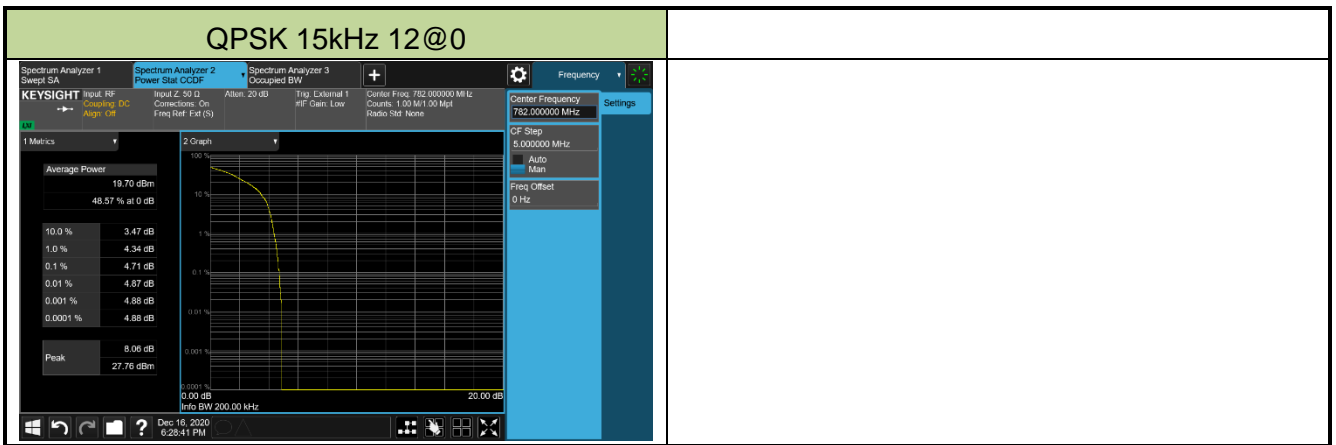 QPSK 15kHz 12@0
Spectrum Analyzer 1
Swept SA
Spectrum Analyzer 2
Power Stat CCDF
Spectrum Analyzer 3
Occupied BW
Frequency
KEYSIGHT
Input: RF
Coupling: DC
Align: Off
Input Z: 50 Ω
Corrections: On
Freq Ref: Ext (S)
Atten: 20 dB
Trig: External 1
#IF Gain: Low
Center Freq: 782.000000 MHz
Counts: 1.00 M/1.00 Mpt
Radio Std: None
Center Frequency
782.000000 MHz
Settings
CF Step
5.000000 MHz
Auto
Man
Freq Offset
0 Hz
1 Metrics
2 Graph
Average Power
19.70 dBm
48.57 % at 0 dB
10.0 % 3.47 dB
1.0 % 4.34 dB
0.1 % 4.71 dB
0.01 % 4.87 dB
0.001 % 4.88 dB
0.0001 % 4.88 dB
Peak
8.06 dB
27.76 dBm
100 %
10 %
1 %
0.1 %
0.01 %
0.001 %
0.0001 %
0.00 dB 20.00 dB
Info BW 200.00 kHz
?
Dec 16, 2020
6:28:41 PM